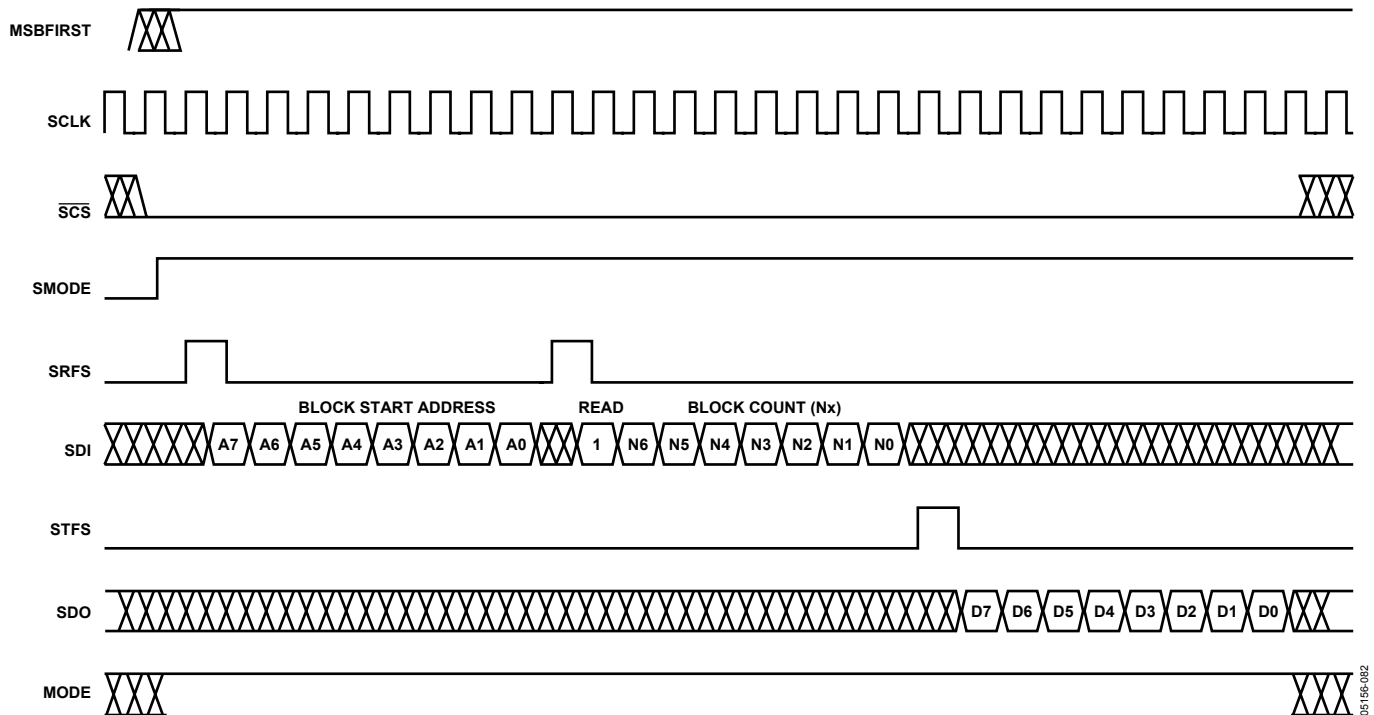 MSBFIRST
SCLK
SCS
SMODE
SRFS
BLOCK START ADDRESS READ BLOCK COUNT (Nx)
SDI A7 A6 A5 A4 A3 A2 A1 A0 1 N6 N5 N4 N3 N2 N1 N0
STFS
SDO D7 D6 D5 D4 D3 D2 D1 D0
MODE
05156-082